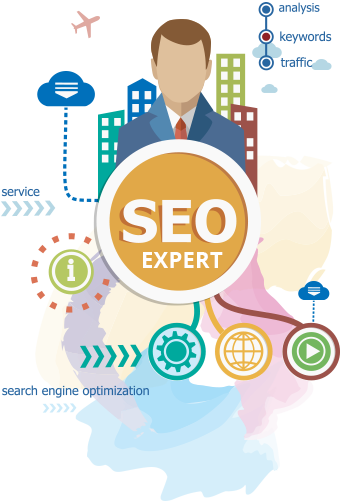 analysis
keywords
traffic
service
SEO
EXPERT
i
search engine optimization